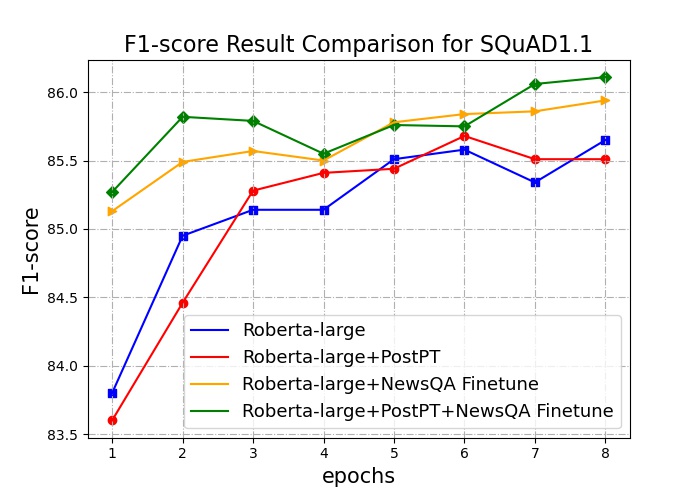 F1-score Result Comparison for SQuAD1.1
F1-score
86.0
85.5
85.0
84.5
84.0
83.5
Roberta-large
Roberta-large+PostPT
Roberta-large+NewsQA Finetune
Roberta-large+PostPT+NewsQA Finetune
1 2 3 4 5 6 7 8
epochs